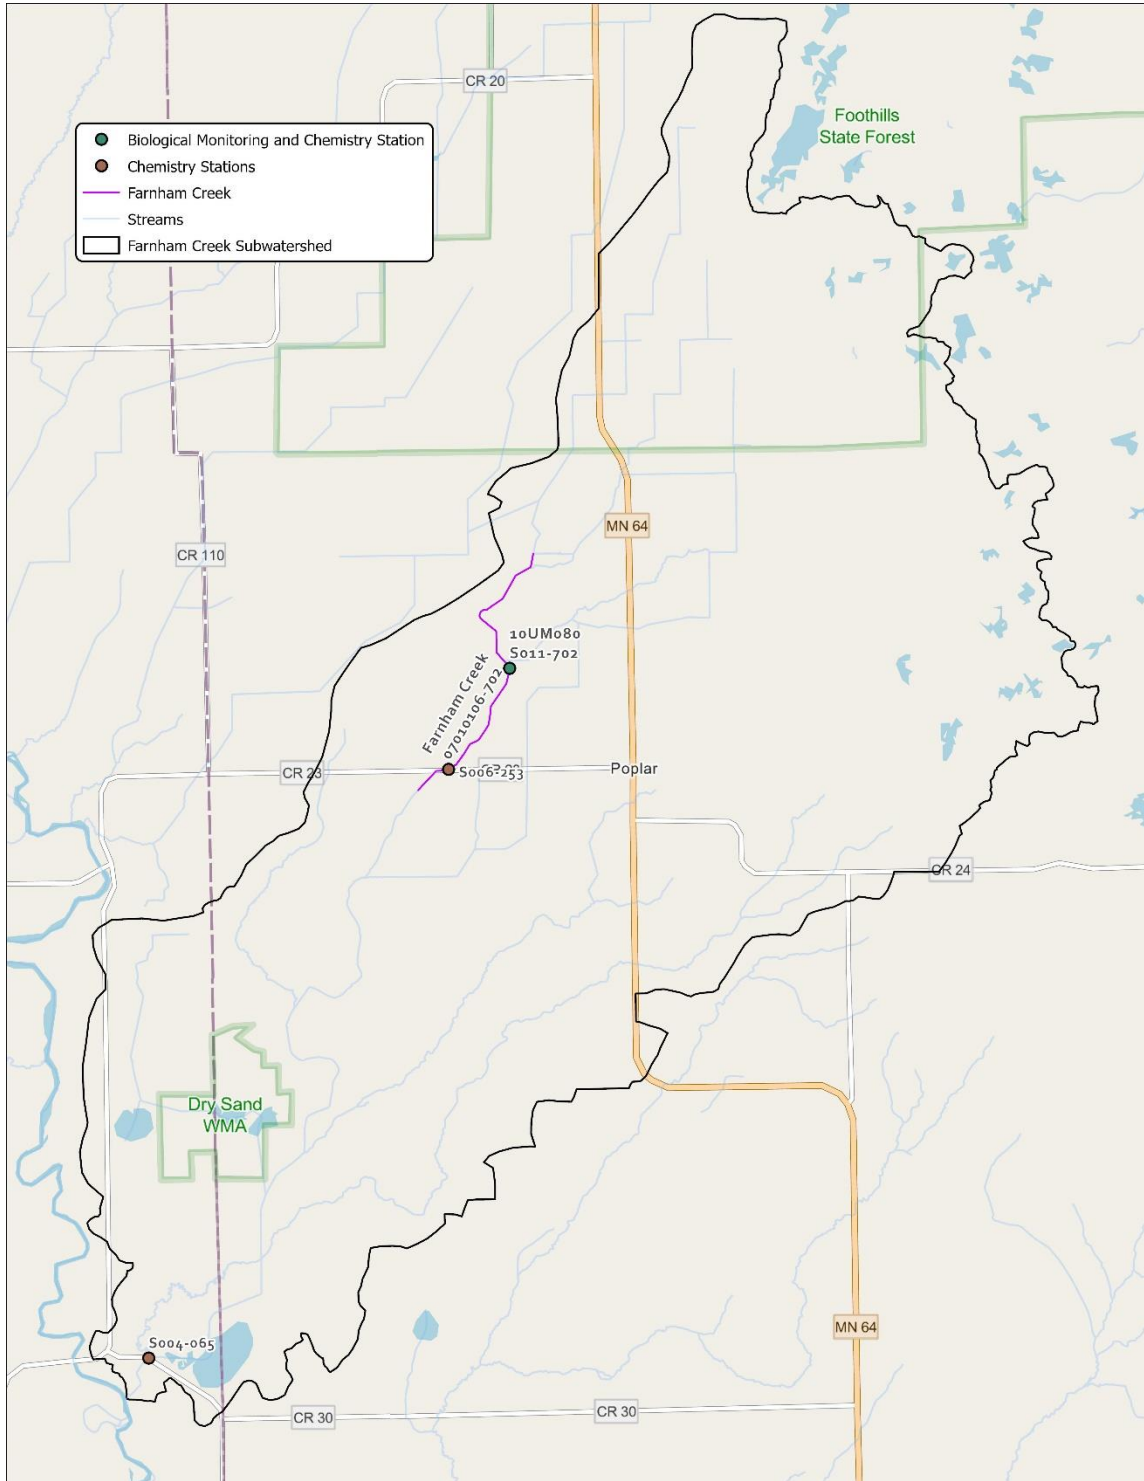 CR 20
Foothills
State Forest
Biological Monitoring and Chemistry Station
Chemistry Stations
Farnham Creek
Streams
Farnham Creek Subwatershed
MN 64
CR 110
10UM080
S011-702
Farnham Creek
07010106-702
CR 23
S006-253
Poplar
CR 24
Dry Sand
WMA
S004-065
MN 64
CR 30
CR 30